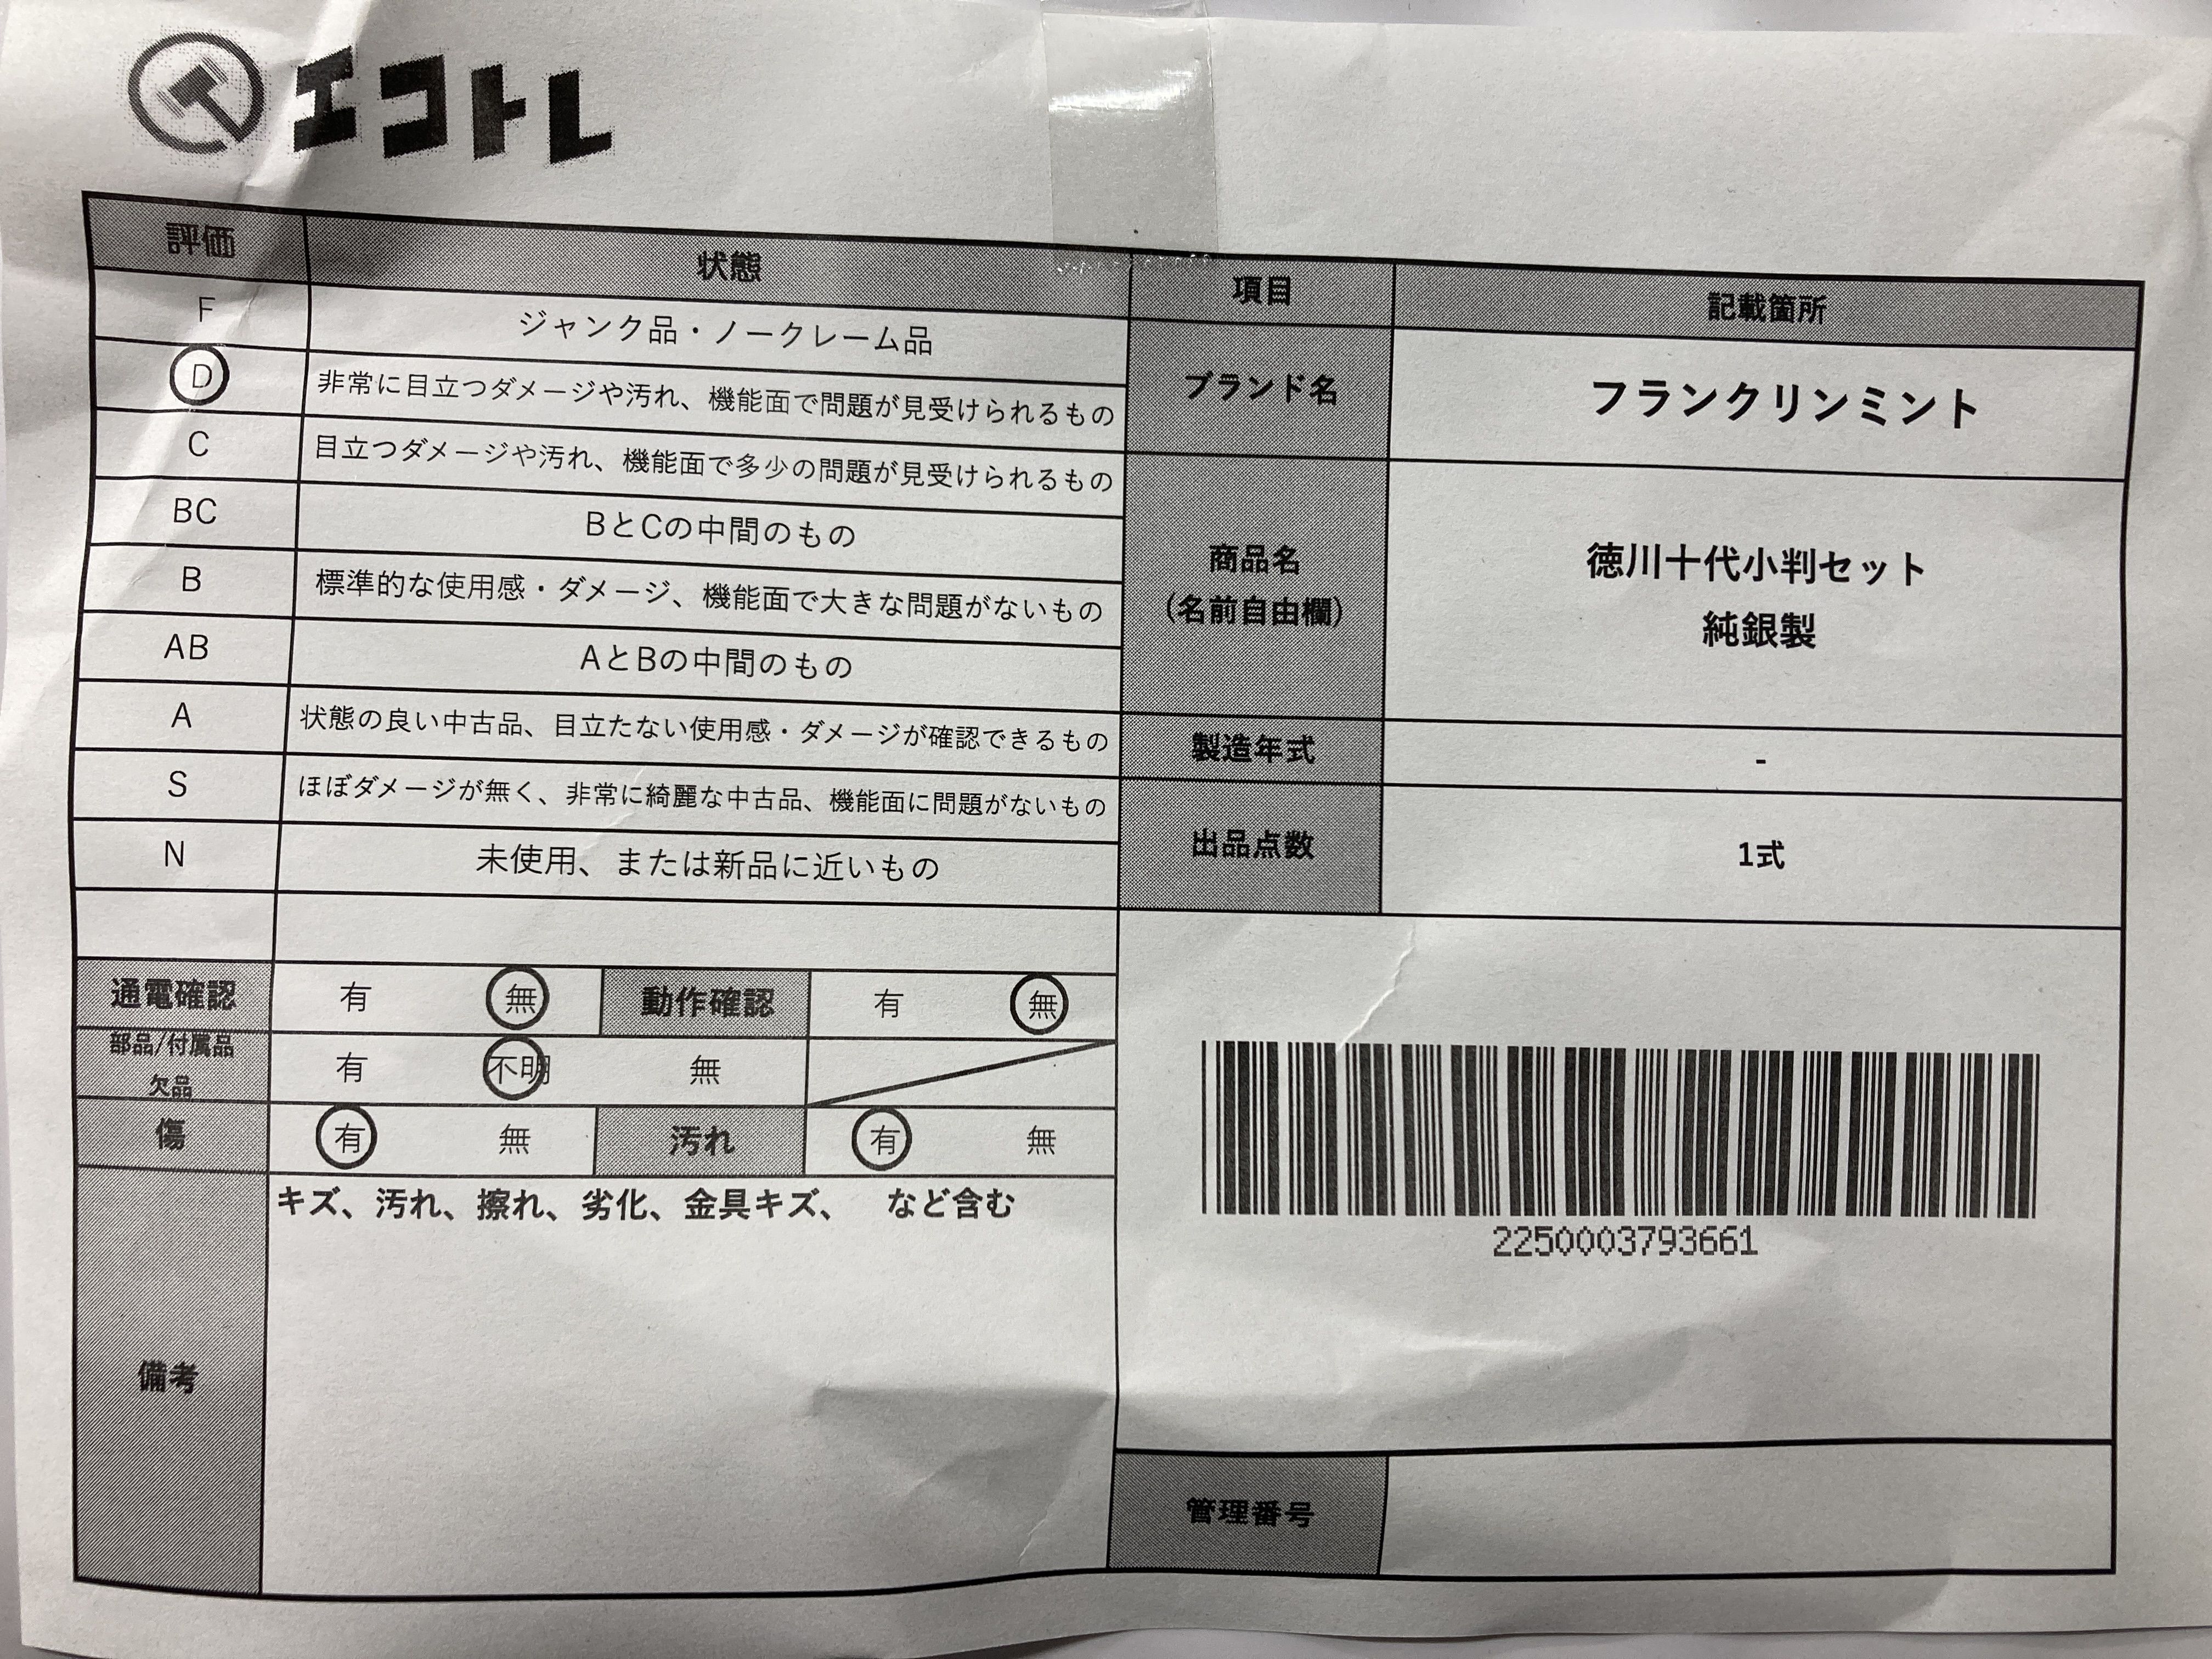 エコトレ
評価 状態
F ジャンク品・ノークレーム品
D 非常に目立つダメージや汚れ、機能面で問題が見受けられるもの
C 目立つダメージや汚れ、機能面で多少の問題が見受けられるもの
BC BとCの中間のもの
B 標準的な使用感・ダメージ、機能面で大きな問題がないもの
AB AとBの中間のもの
A 状態の良い中古品、目立たない使用感・ダメージが確認できるもの
S ほぼダメージが無く、非常に綺麗な中古品、機能面に問題がないもの
N 未使用、または新品に近いもの
通電確認 有 無 動作確認 有 無
部品/付属品
欠品
有 不明 無
傷 有 無 汚れ 有 無
備考
キズ、汚れ、擦れ、劣化、金具キズ、 など含む
項目 記載箇所
ブランド名 フランクリンミント
商品名
(名前自由欄)
徳川十代小判セット
純銀製
製造年式 -
出品点数 1式
2250003793661
管理番号